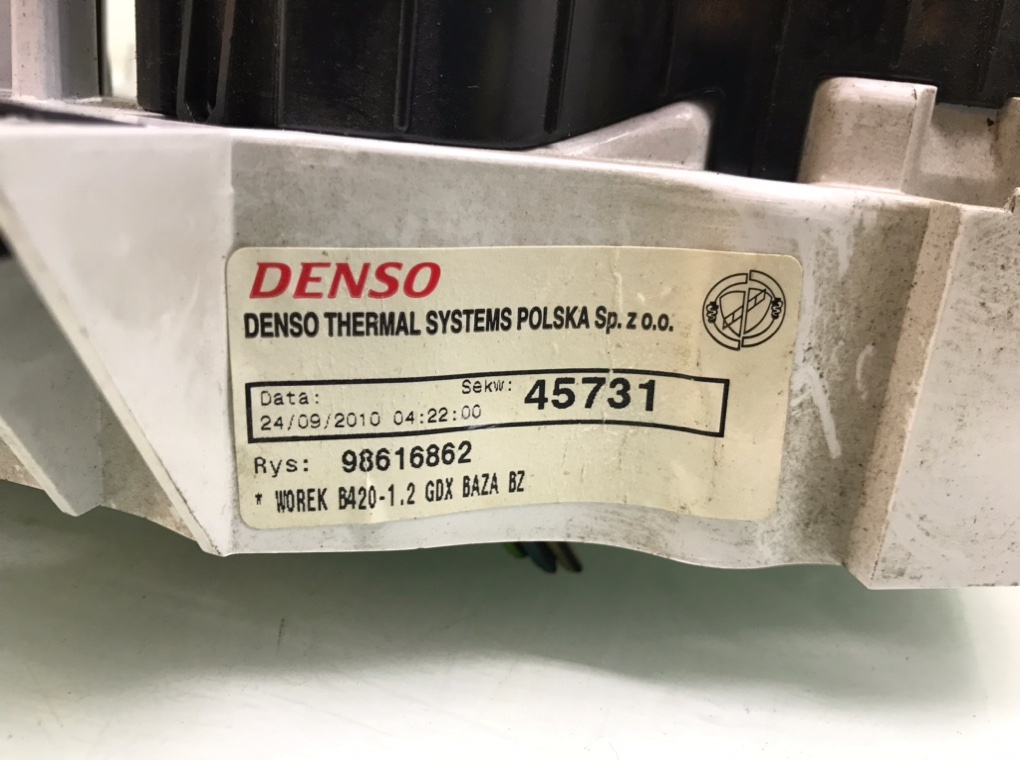 DENSO
DENSO THERMAL SYSTEMS POLSKA Sp. z o.o.
Data: Sekw: 45731
24/09/2010 04:22:00
Rys: 98616862
* WOREK B420-1.2 GDX BAZA BZ